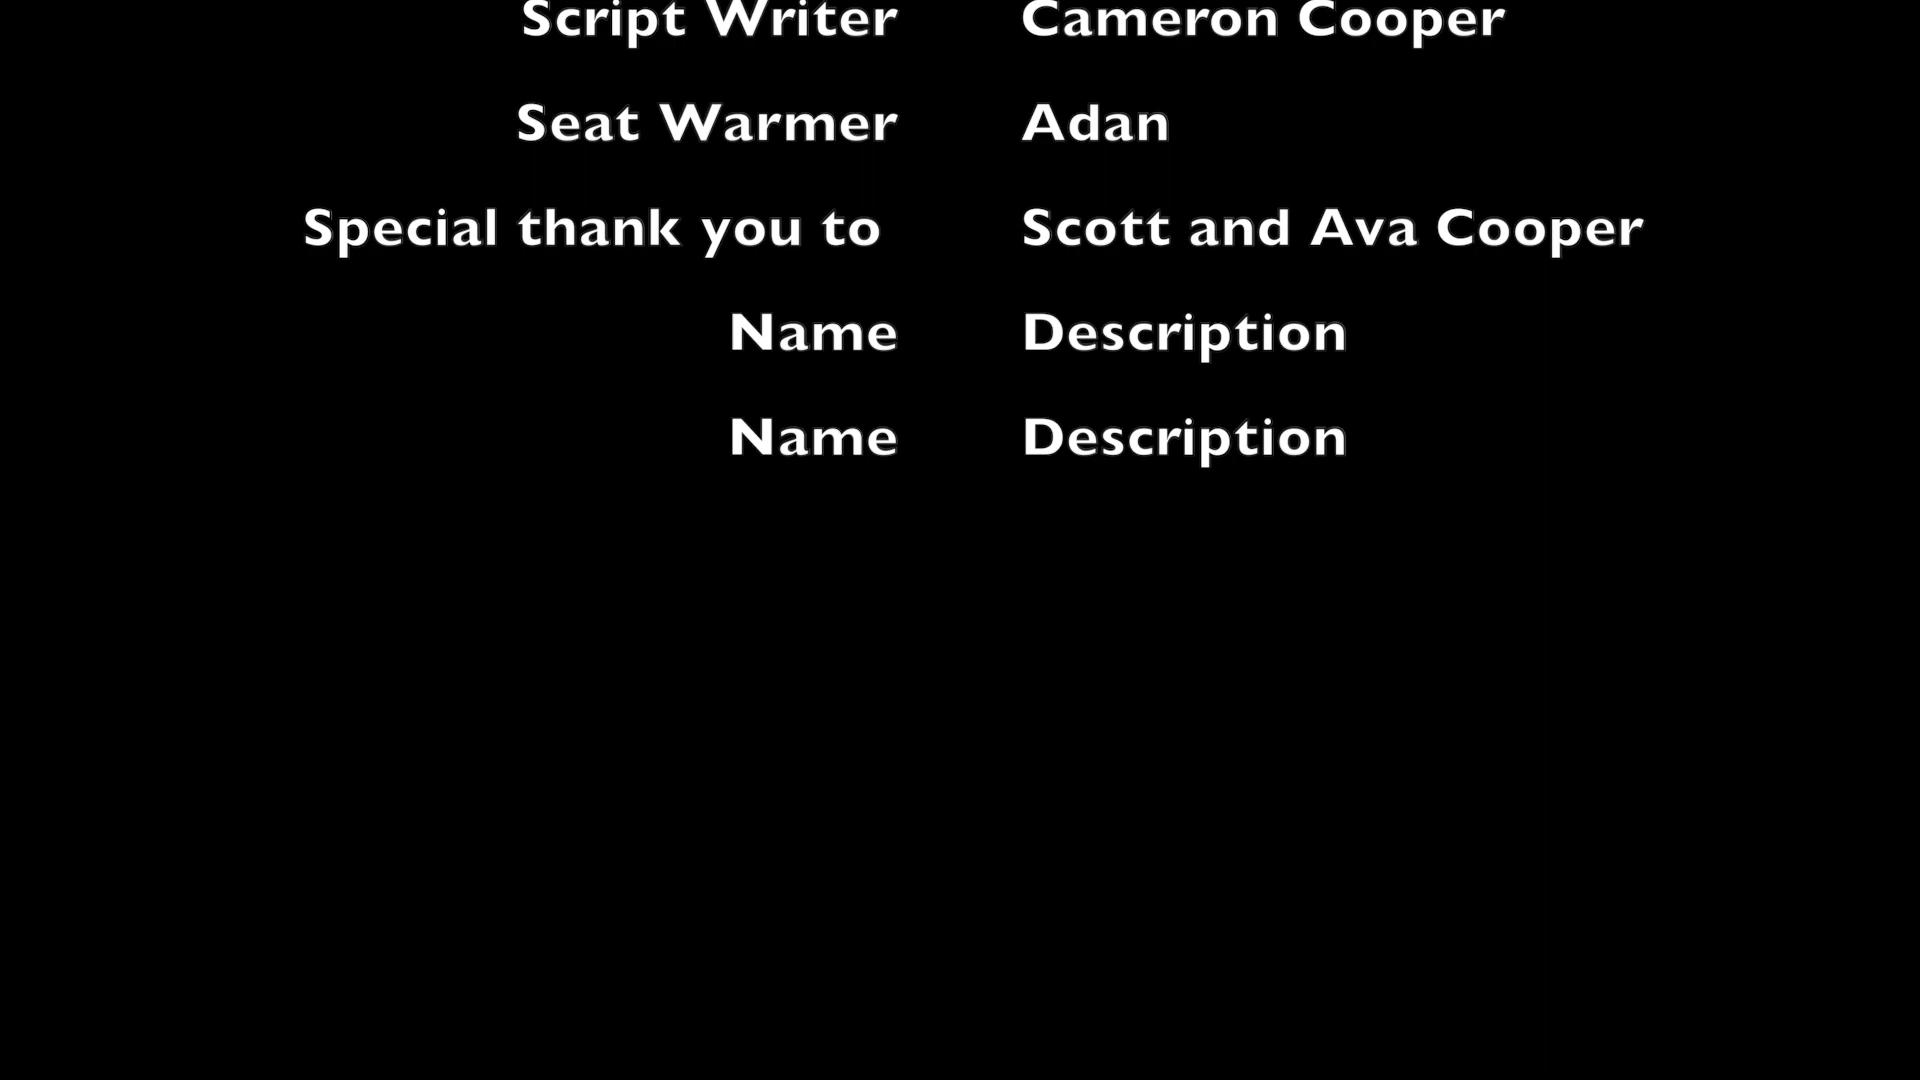 Script Writer Cameron Cooper
Seat Warmer Adan
Special thank you to Scott and Ava Cooper
Name Description
Name Description